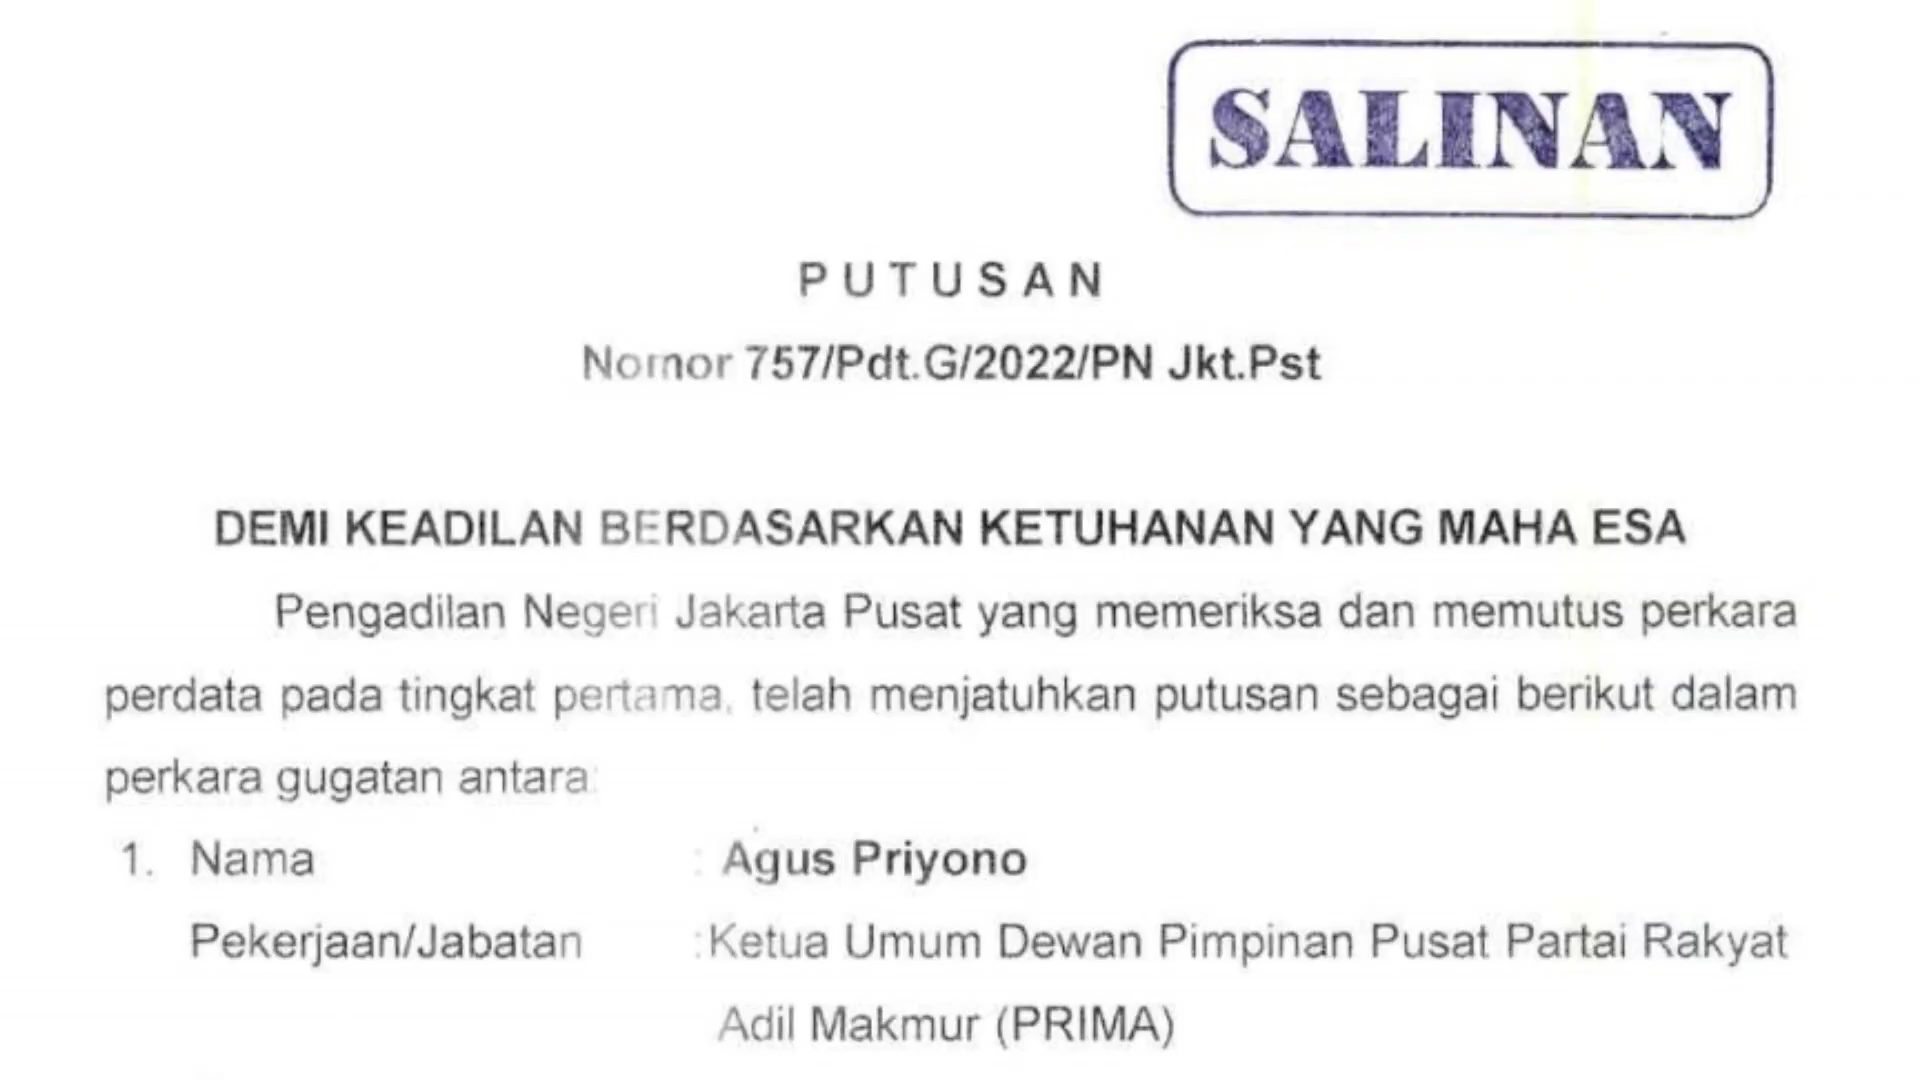 SALINAN
PUTUSAN
Nomor 757/Pdt.G/2022/PN Jkt.Pst
DEMI KEADILAN BERDASARKAN KETUHANAN YANG MAHA ESA
Pengadilan Negeri Jakarta Pusat yang memeriksa dan memutus perkara
perdata pada tingkat pertama, telah menjatuhkan putusan sebagai berikut dalam
perkara gugatan antara:
1. Nama : Agus Priyono
Pekerjaan/Jabatan :Ketua Umum Dewan Pimpinan Pusat Partai Rakyat
Adil Makmur (PRIMA)